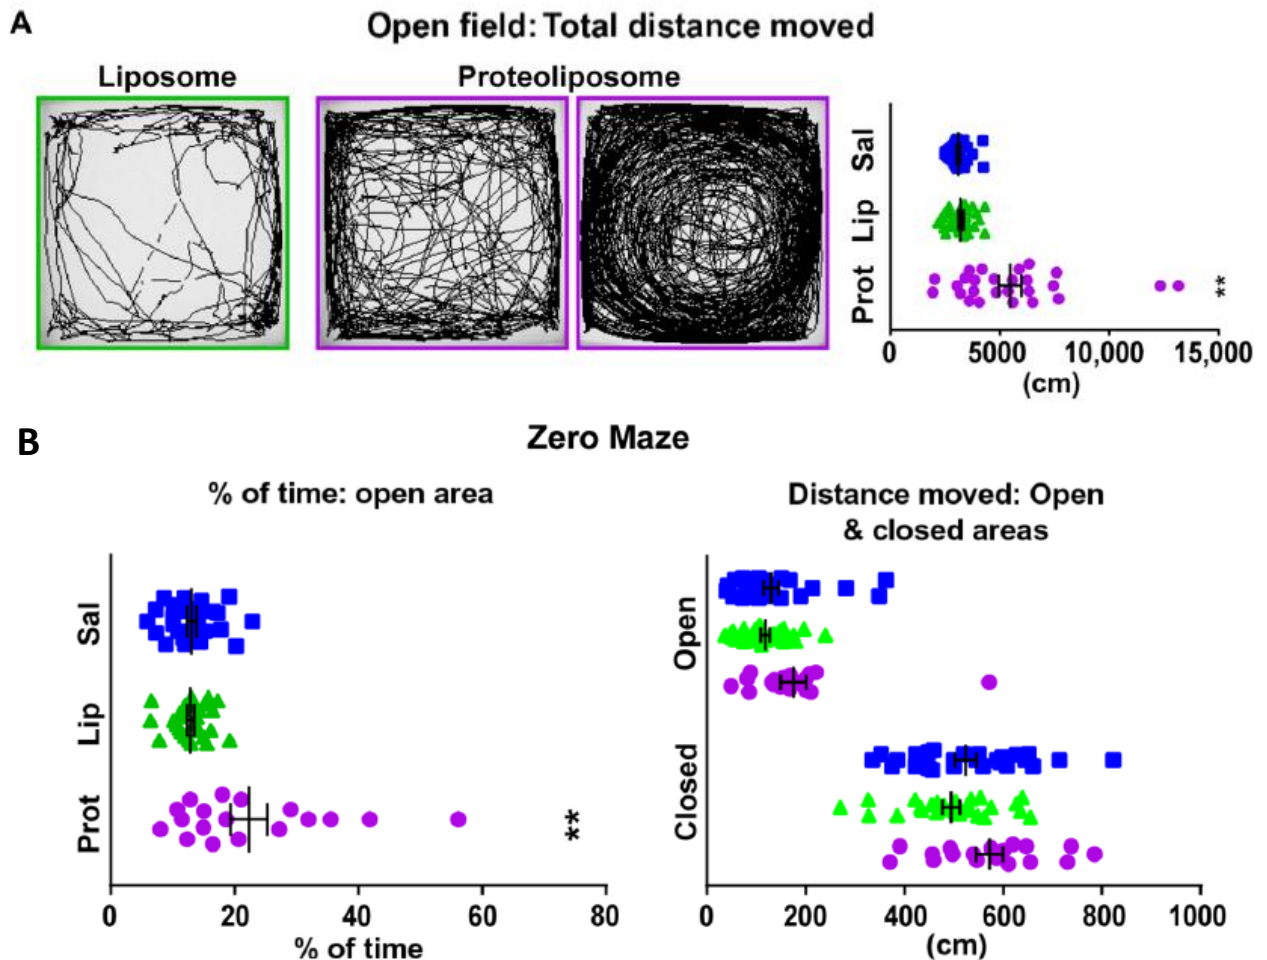 A
Open field: Total distance moved
Liposome
Proteoliposome
Sal
Lip
Prot
**
0 5000 10,000 15,000
(cm)
B
Zero Maze
% of time: open area
Sal
Lip
Prot
**
0 20 40 60 80
% of time
Distance moved: Open
& closed areas
Open
Closed
0 200 400 600 800 1000
(cm)